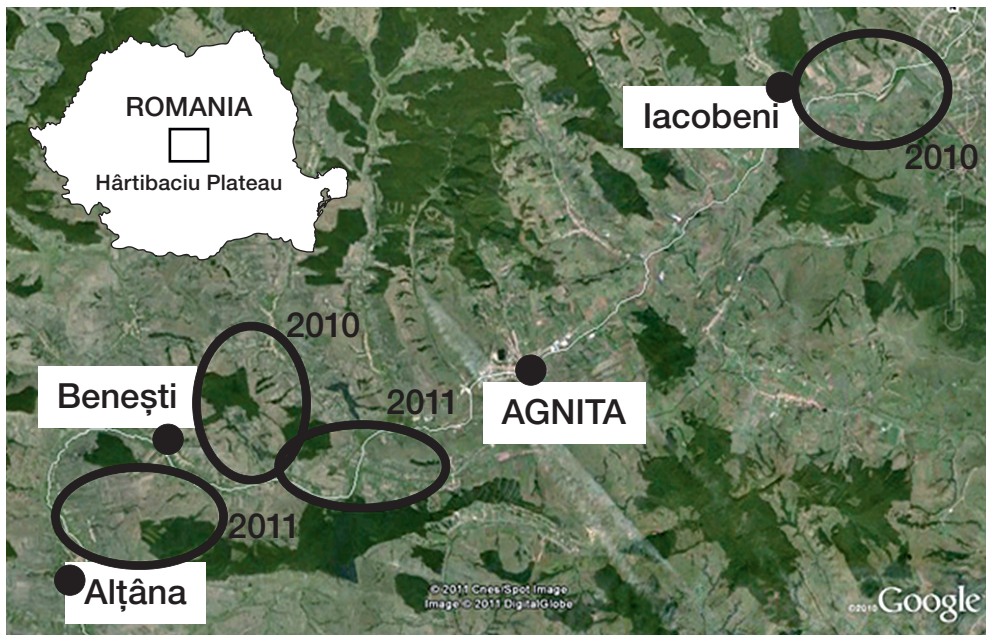 ROMANIA
Hârtibaciu Plateau
Iacobeni
2010
2010
Benești
2011
AGNITA
2011
Alțâna
© 2011 Cnes/Spot Image
Image © 2011 DigitalGlobe
©2010 Google